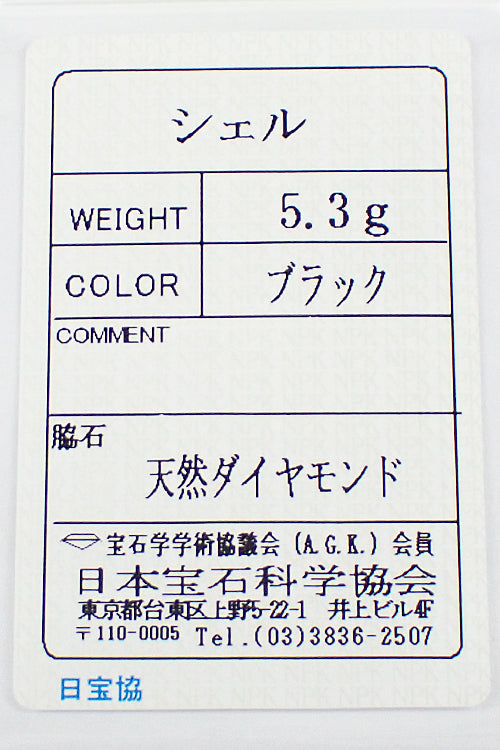 シェル
WEIGHT 5.3g
COLOR ブラック
COMMENT
脇石
天然ダイヤモンド
宝石学学術協議会(A.G.K.)会員
日本宝石科学協会
東京都台東区上野5-22-1 井上ビル4F
〒110-0005 Tel.(03)3836-2507
日宝協